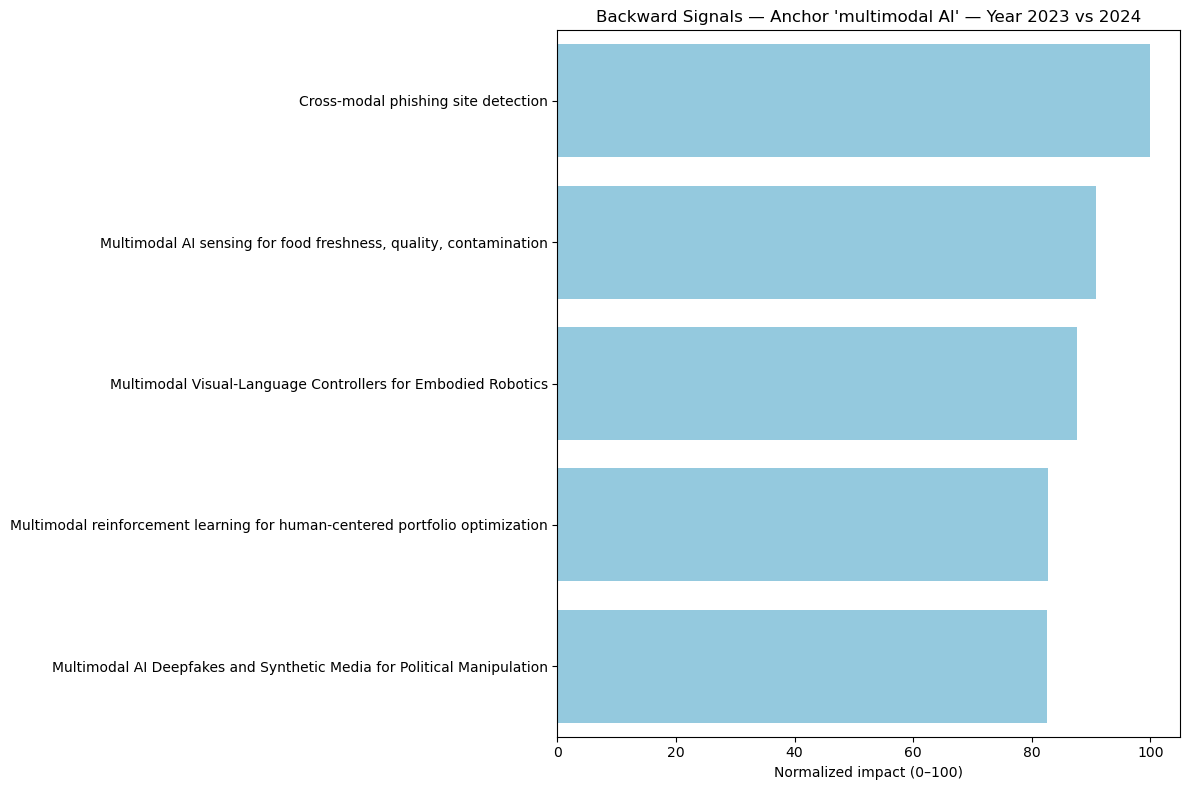 Backward Signals — Anchor 'multimodal AI' — Year 2023 vs 2024
Cross-modal phishing site detection
Multimodal AI sensing for food freshness, quality, contamination
Multimodal Visual-Language Controllers for Embodied Robotics
Multimodal reinforcement learning for human-centered portfolio optimization
Multimodal AI Deepfakes and Synthetic Media for Political Manipulation
0 20 40 60 80 100
Normalized impact (0–100)